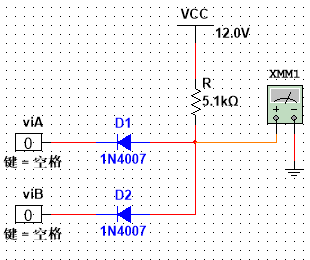 VCC
12.0V
XMM1
R
5.1kΩ
viA
D1
0
键 = 空格
1N4007
viB
D2
0
键 = 空格
1N4007